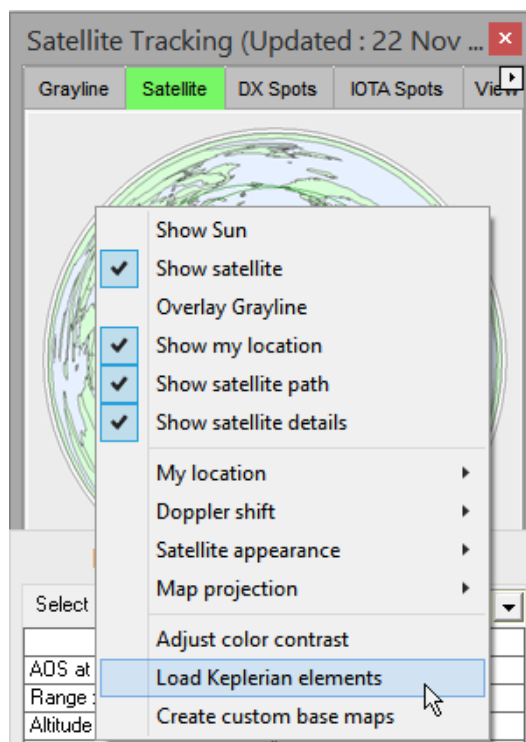 Satellite Tracking (Updated : 22 Nov ...
Grayline Satellite DX Spots IOTA Spots View
Show Sun
Show satellite
Overlay Grayline
Show my location
Show satellite path
Show satellite details
My location
Doppler shift
Satellite appearance
Map projection
Select
Adjust color contrast
AOS at
Load Keplerian elements
Range :
Altitude
Create custom base maps